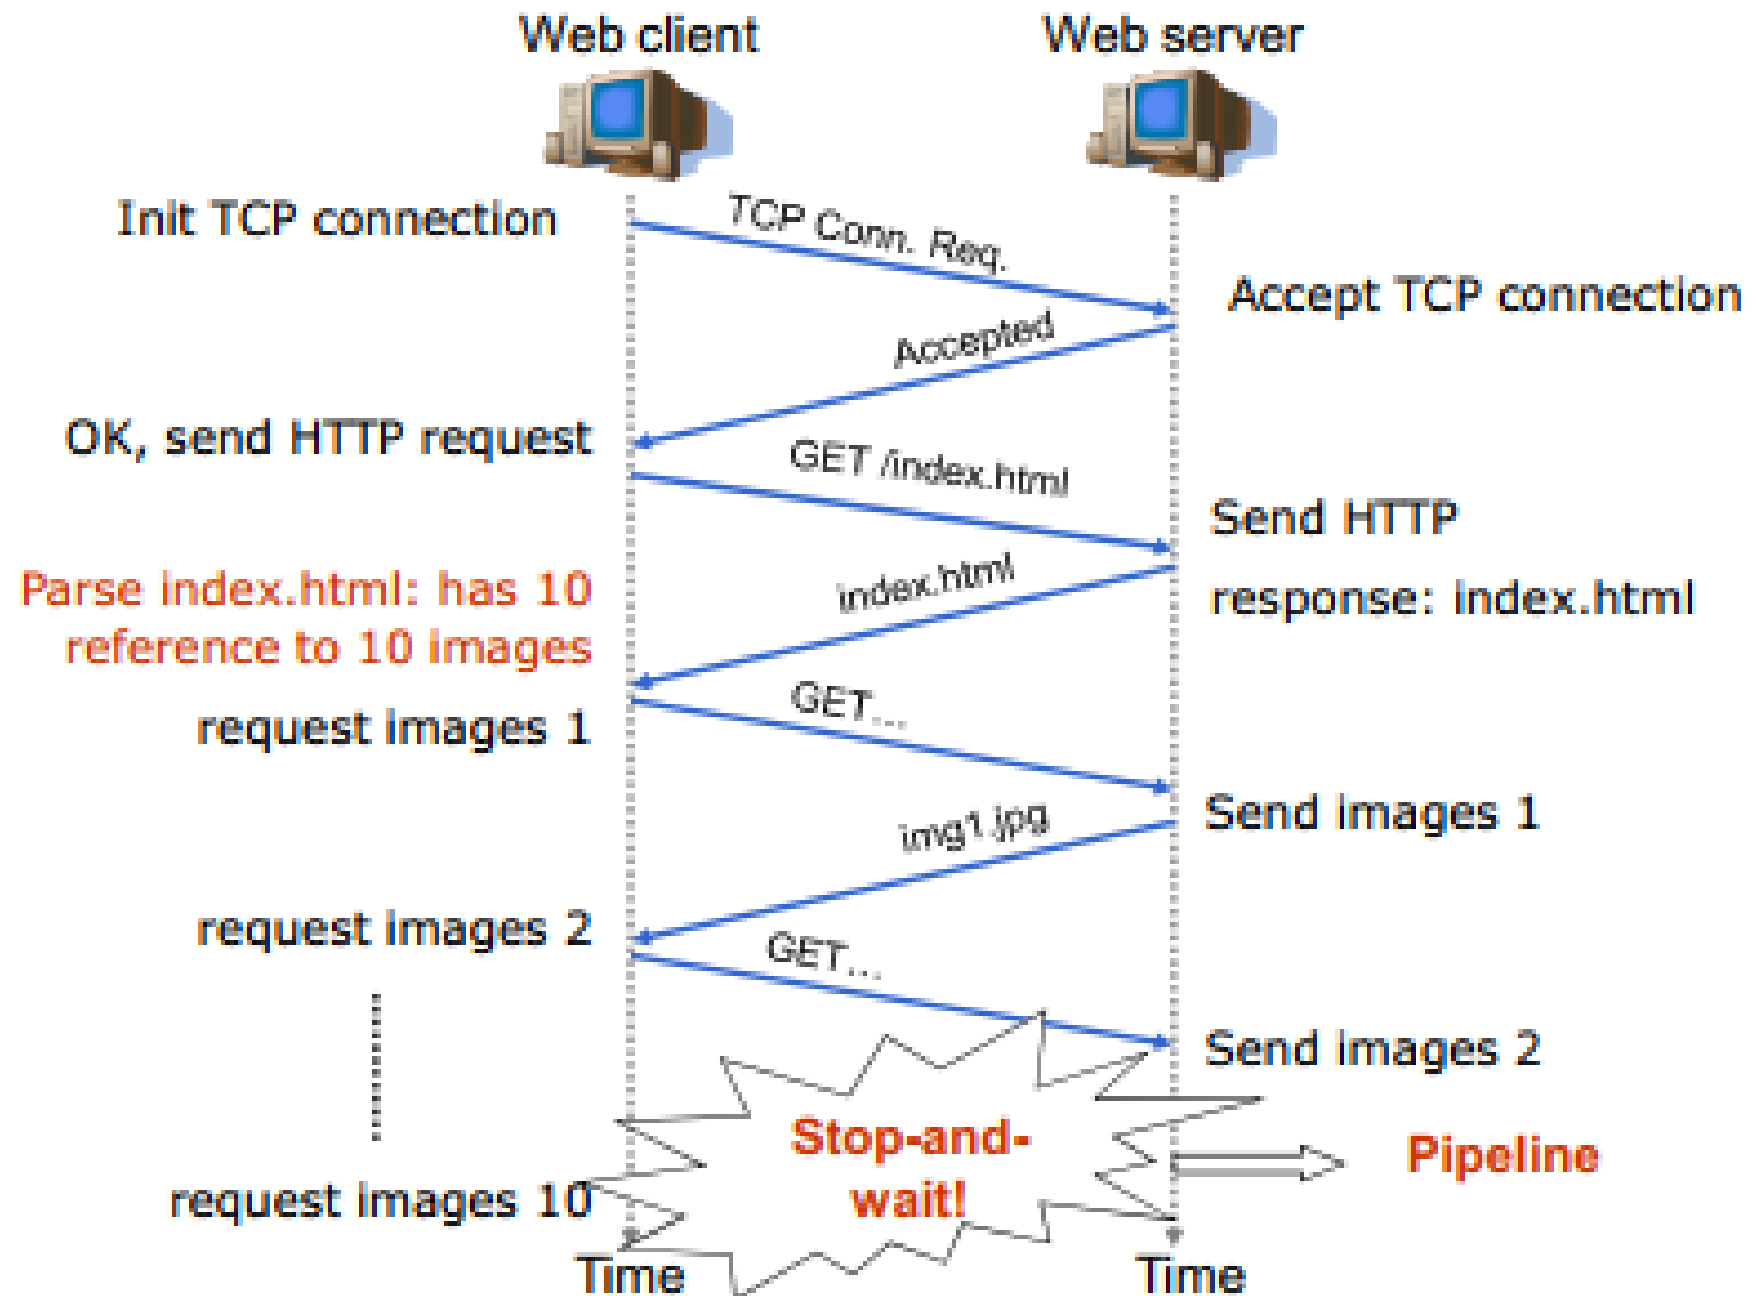 Web client
Web server
Init TCP connection
TCP Conn. Req.
Accept TCP connection
Accepted
OK, send HTTP request
GET /index.html
Send HTTP
response: index.html
index.html
Parse index.html: has 10
reference to 10 images
request images 1
GET...
Send images 1
img1.jpg
request images 2
GET...
Send images 2
Stop-and-
wait!
Pipeline
request images 10
Time
Time